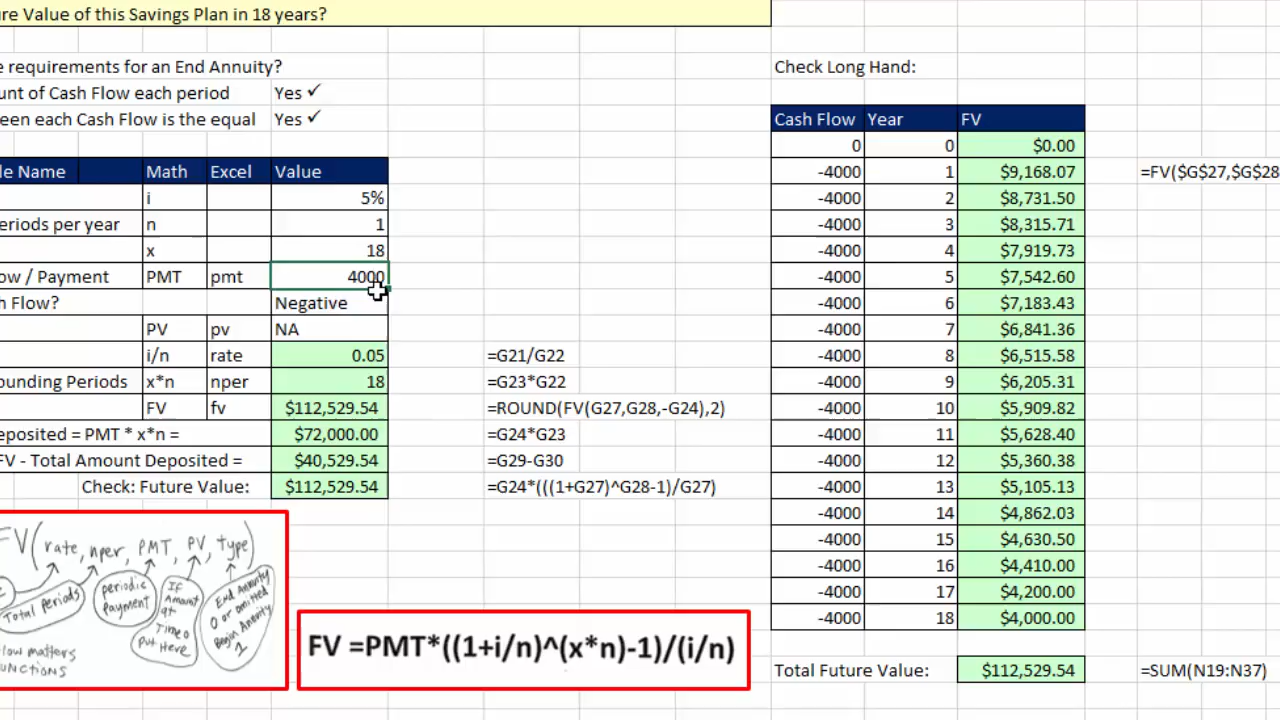 re Value of this Savings Plan in 18 years?
e requirements for an End Annuity?
unt of Cash Flow each period Yes ✓
een each Cash Flow is the equal Yes ✓
le Name Math Excel Value
i 5%
eriods per year n 1
x 18
ow / Payment PMT pmt 4000
h Flow? Negative
PV pv NA
i/n rate 0.05 =G21/G22
ounding Periods x*n nper 18 =G23*G22
FV fv $112,529.54 =ROUND(FV(G27,G28,-G24),2)
eposited = PMT * x*n = $72,000.00 =G24*G23
FV - Total Amount Deposited = $40,529.54 =G29-G30
Check: Future Value: $112,529.54 =G24*(((1+G27)^G28-1)/G27)
FV(rate, nper, PMT, PV, type)
Total Periods
periodic
Payment
If
Amount
at
Time 0
Put Here
End Annuity
0 or omitted
Begin Annuity
1
low matters
UNCTIONS
FV =PMT*((1+i/n)^(x*n)-1)/(i/n)
Check Long Hand:
Cash Flow Year FV
0 0 $0.00
-4000 1 $9,168.07 =FV($G$27,$G$28
-4000 2 $8,731.50
-4000 3 $8,315.71
-4000 4 $7,919.73
-4000 5 $7,542.60
-4000 6 $7,183.43
-4000 7 $6,841.36
-4000 8 $6,515.58
-4000 9 $6,205.31
-4000 10 $5,909.82
-4000 11 $5,628.40
-4000 12 $5,360.38
-4000 13 $5,105.13
-4000 14 $4,862.03
-4000 15 $4,630.50
-4000 16 $4,410.00
-4000 17 $4,200.00
-4000 18 $4,000.00
Total Future Value: $112,529.54 =SUM(N19:N37)